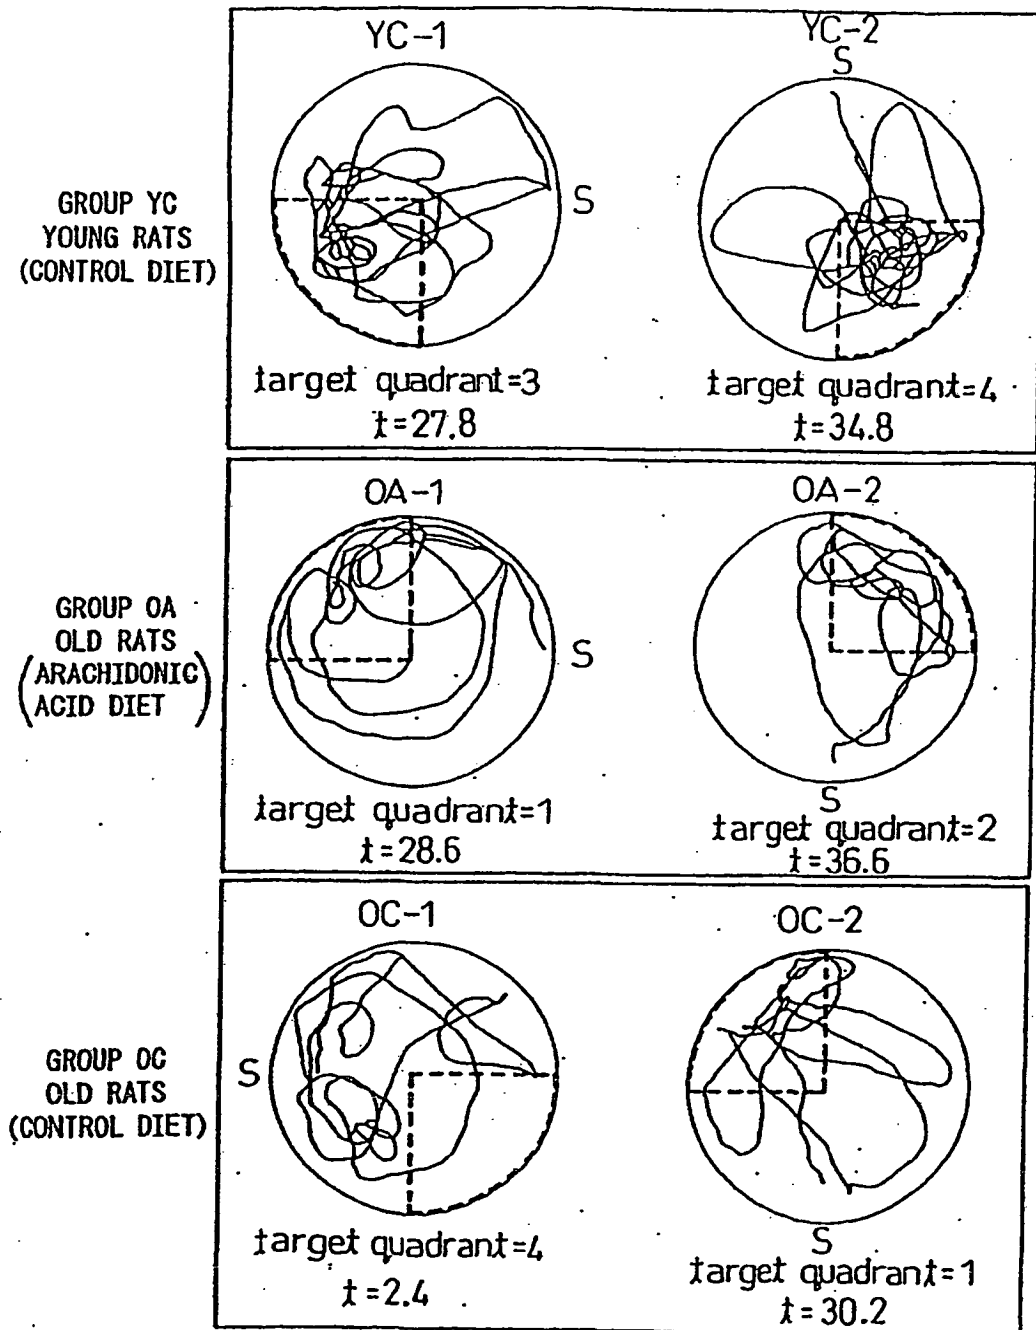 YC-1
YC-2
S
S
GROUP YC
YOUNG RATS
(CONTROL DIET)
target quadrant=3
t=27.8
target quadrant=4
t=34.8
OA-1
OA-2
GROUP OA
OLD RATS
(ARACHIDONIC
ACID DIET)
S
S
target quadrant=1
t=28.6
target quadrant=2
t=36.6
OC-1
OC-2
GROUP OC
OLD RATS
(CONTROL DIET)
S
S
target quadrant=4
t=2.4
target quadrant=1
t=30.2